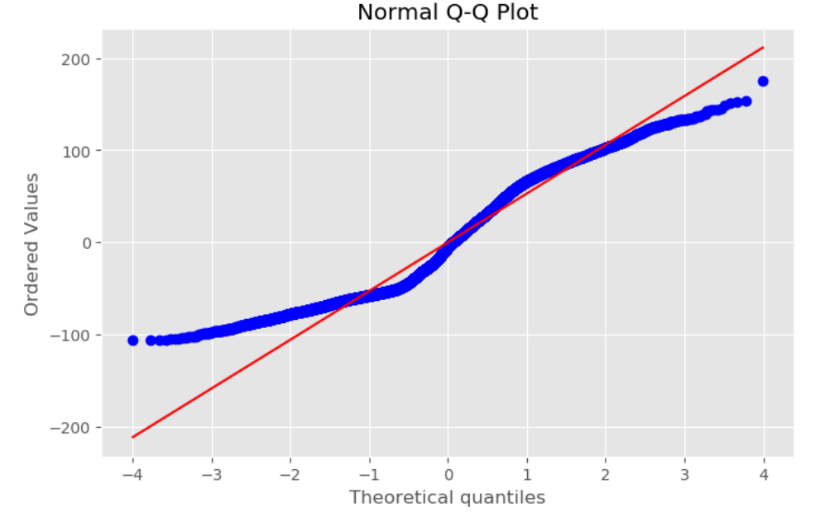 Normal Q-Q Plot
200
100
0
−100
−200
Ordered Values
−4 −3 −2 −1 0 1 2 3 4
Theoretical quantiles